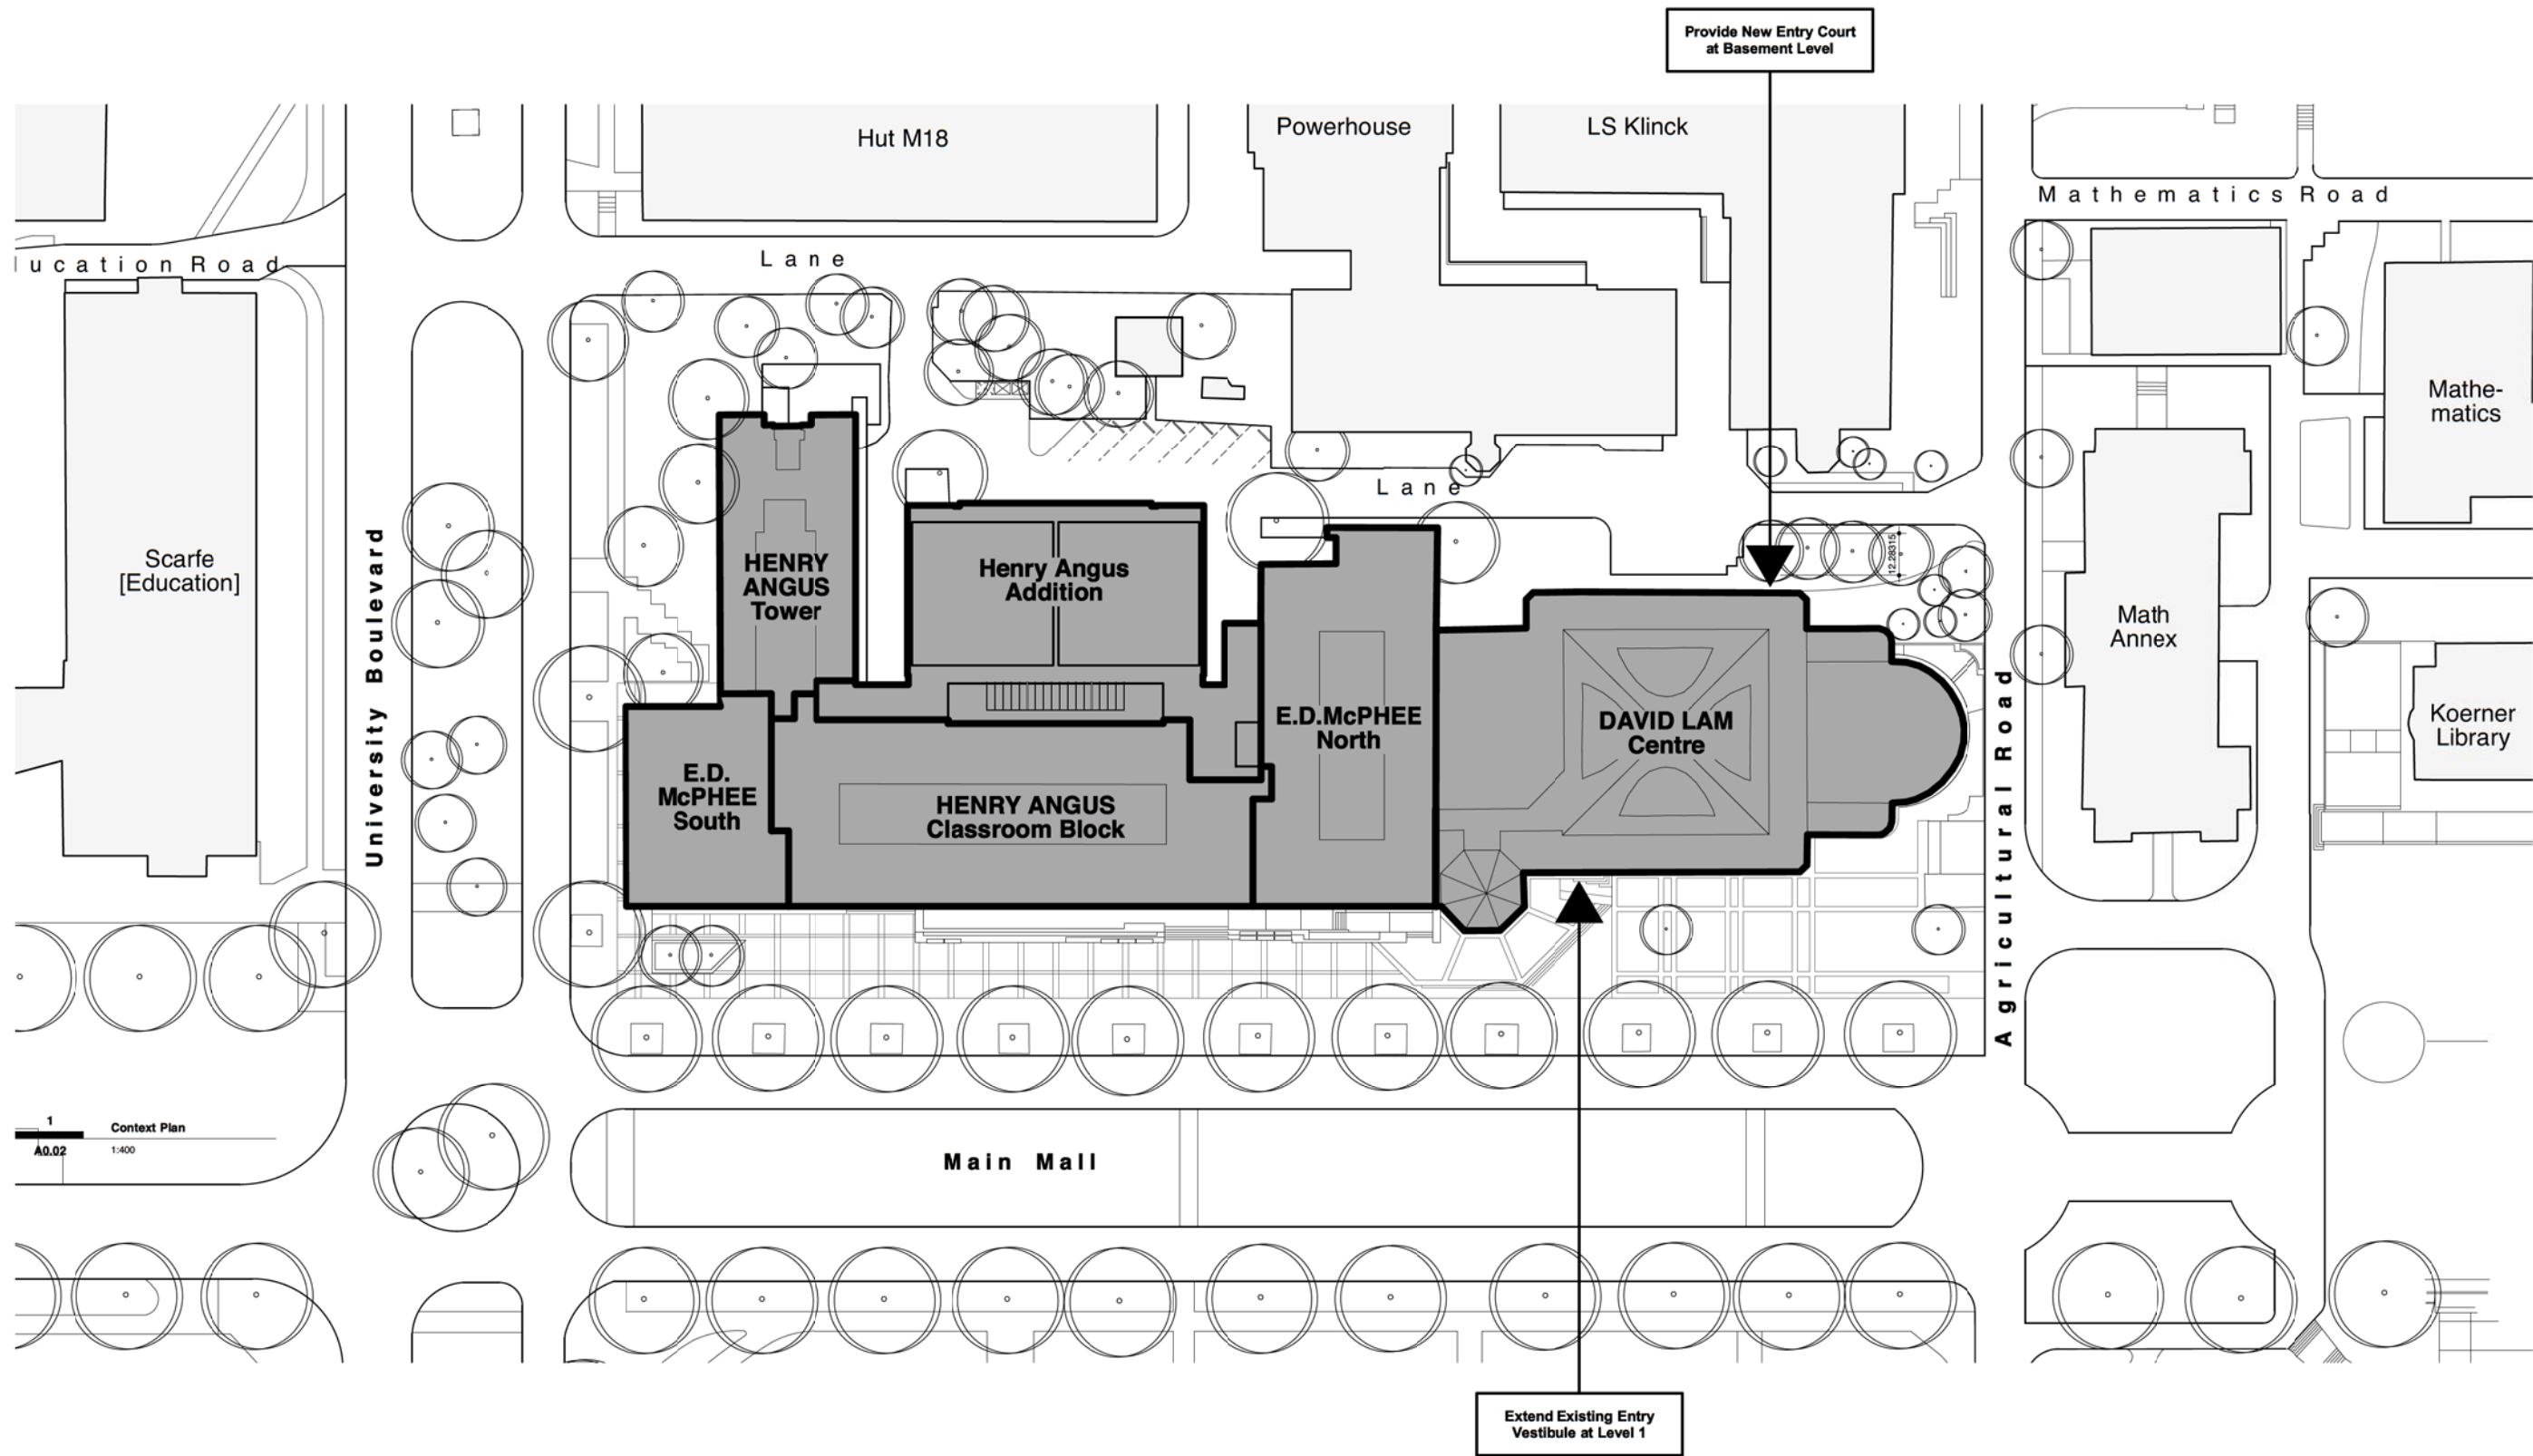 Provide New Entry Court
at Basement Level
Hut M18
Powerhouse
LS Klinck
Mathematics Road
Lane
ucation Road
Mathe-
matics
Lane
12.28315
Scarfe
[Education]
University Boulevard
HENRY
ANGUS
Tower
Henry Angus
Addition
Math
Annex
E.D.McPHEE
North
DAVID LAM
Centre
Agricultural Road
Koerner
Library
E.D.
McPHEE
South
HENRY ANGUS
Classroom Block
1
Context Plan
A0.02
1:400
Main Mall
Extend Existing Entry
Vestibule at Level 1